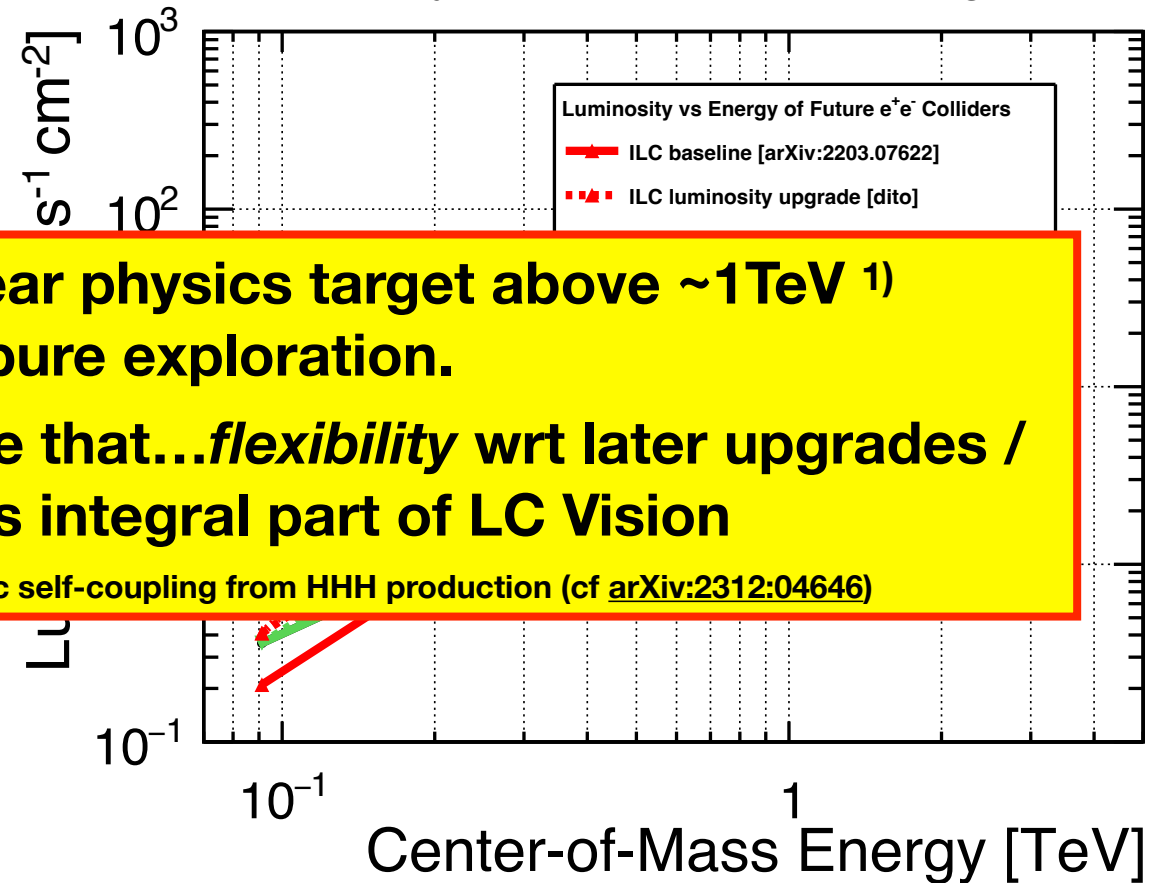 10³
s⁻¹ cm⁻²]
10²
Luminosity vs Energy of Future e⁺e⁻ Colliders
ILC baseline [arXiv:2203.07622]
ILC luminosity upgrade [dito]
ear physics target above ~1TeV ¹⁾
pure exploration.
e that…flexibility wrt later upgrades /
s integral part of LC Vision
c self-coupling from HHH production (cf arXiv:2312:04646)
Lu
10⁻¹
10⁻¹
1
Center-of-Mass Energy [TeV]